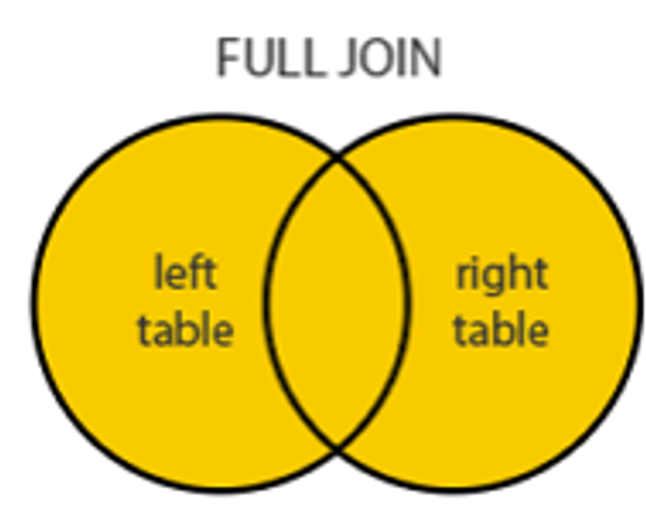 FULL JOIN
left
table
right
table